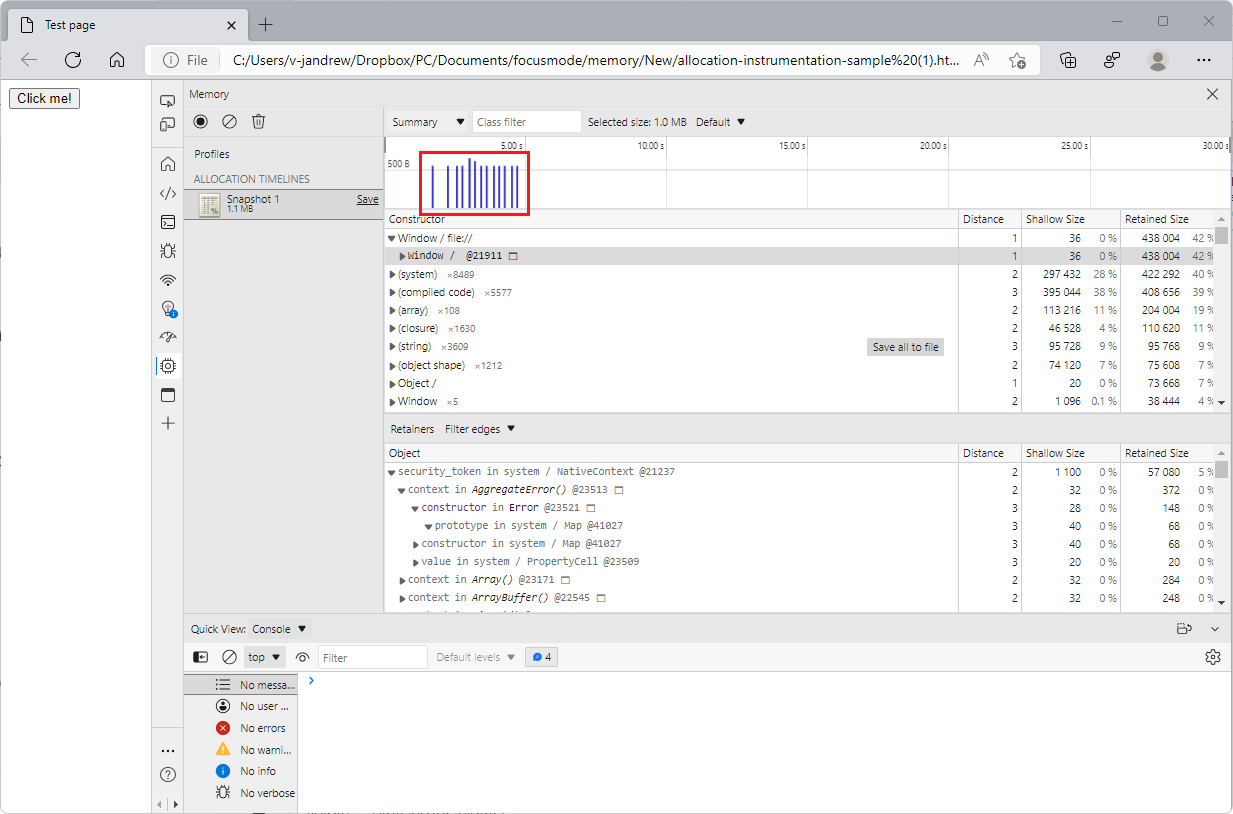 Test page
File C:/Users/v-jandrew/Dropbox/PC/Documents/focusmode/memory/New/allocation-instrumentation-sample%20(1).ht...
Click me!
Memory
Summary Class filter Selected size: 1.0 MB Default
Profiles
ALLOCATION TIMELINES
Snapshot 1 Save
1.1 MB
5.00 s 10.00 s 15.00 s 20.00 s 25.00 s 30.00 s
500 B
Constructor Distance Shallow Size Retained Size
Window / file:// 1 36 0 % 438 004 42 %
Window / @21911 1 36 0 % 438 004 42 %
(system) ×8489 2 297 432 28 % 422 292 40 %
(compiled code) ×5577 3 395 044 38 % 408 656 39 %
(array) ×108 2 113 216 11 % 204 004 19 %
(closure) ×1630 2 46 528 4 % 110 620 11 %
(string) ×3609 Save all to file 3 95 728 9 % 95 768 9 %
(object shape) ×1212 2 74 120 7 % 75 608 7 %
Object / 1 20 0 % 73 668 7 %
Window ×5 2 1 096 0.1 % 38 444 4 %
Retainers Filter edges
Object Distance Shallow Size Retained Size
security_token in system / NativeContext @21237 2 1 100 0 % 57 080 5 %
context in AggregateError() @23513 2 32 0 % 372 0 %
constructor in Error @23521 3 28 0 % 148 0 %
prototype in system / Map @41027 3 40 0 % 68 0 %
constructor in system / Map @41027 3 40 0 % 68 0 %
value in system / PropertyCell @23509 3 20 0 % 20 0 %
context in Array() @23171 2 32 0 % 284 0 %
context in ArrayBuffer() @22545 2 32 0 % 248 0 %
Quick View: Console
top Filter Default levels 4
No messa...
No user ...
No errors
No warni...
No info
No verbose